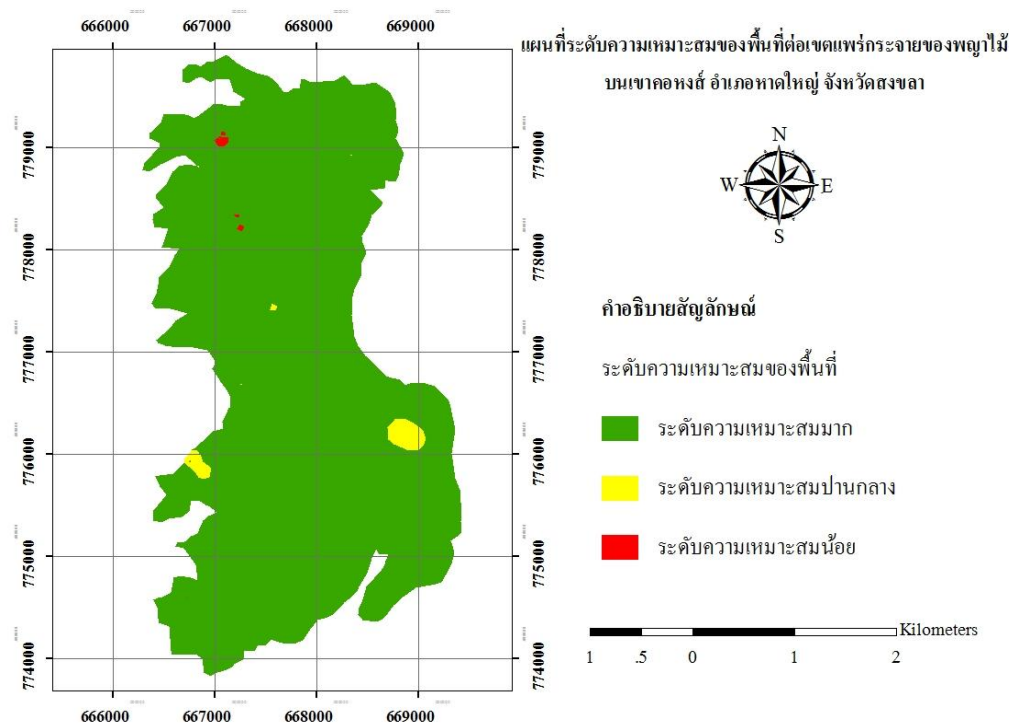 666000 667000 668000 669000
แผนที่ระดับความเหมาะสมของพื้นที่ต่อเขตแพร่กระจายของพญาไม้
บนเขาคอหงส์ อำเภอหาดใหญ่ จังหวัดสงขลา
N
W E
S
779000 779000
778000 778000
777000 777000
776000 776000
775000 775000
774000 774000
คำอธิบายสัญลักษณ์
ระดับความเหมาะสมของพื้นที่
ระดับความเหมาะสมมาก
ระดับความเหมาะสมปานกลาง
ระดับความเหมาะสมน้อย
Kilometers
1 .5 0 1 2
666000 667000 668000 669000